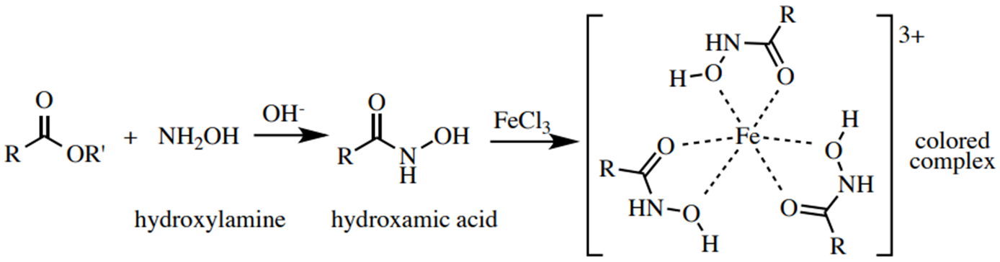 O
R
OR'
+
NH₂OH
OH⁻
O
R
N
H
OH
FeCl₃
R
HN
H
O
O
3+
Fe
O
R
HN
O
H
H
O
NH
O
R
colored
complex
hydroxylamine
hydroxamic acid